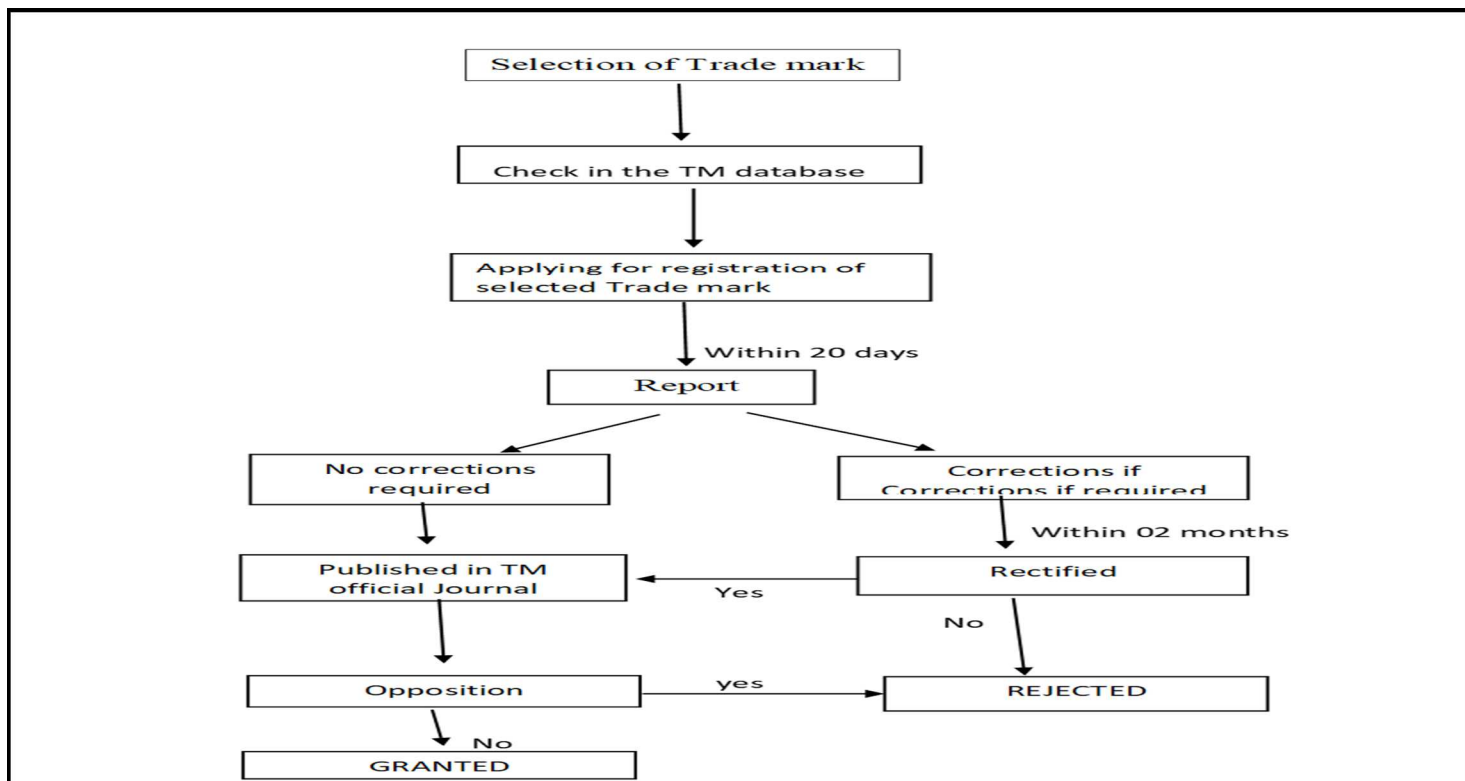 Selection of Trade mark
Check in the TM database
Applying for registration of
selected Trade mark
Within 20 days
Report
No corrections
required
Corrections if
Corrections if required
Within 02 months
Published in TM
official Journal
Yes
Rectified
No
Opposition
yes
REJECTED
No
GRANTED